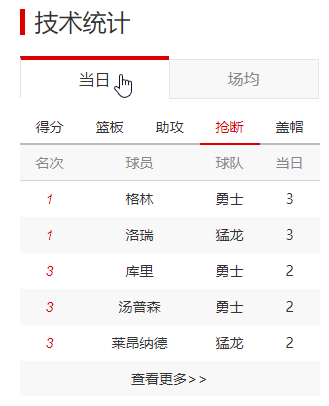 技术统计
当日 场均
得分 篮板 助攻 抢断 盖帽
名次 球员 球队 当日
1 格林 勇士 3
1 洛瑞 猛龙 3
3 库里 勇士 2
3 汤普森 勇士 2
3 莱昂纳德 猛龙 2
查看更多>>